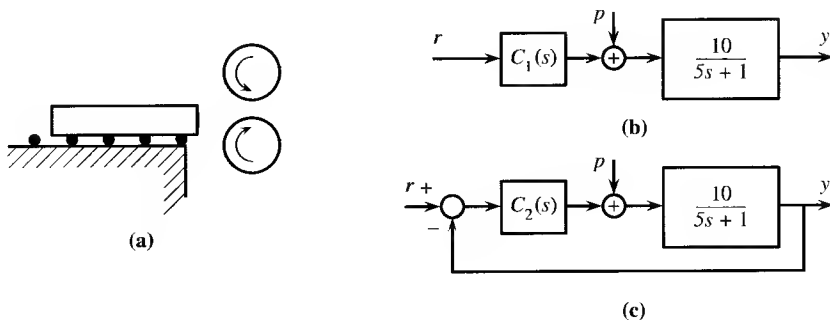 (a)
r
C₁(s)
p
+
10
5s + 1
y
(b)
r +
−
C₂(s)
p
+
10
5s + 1
y
(c)